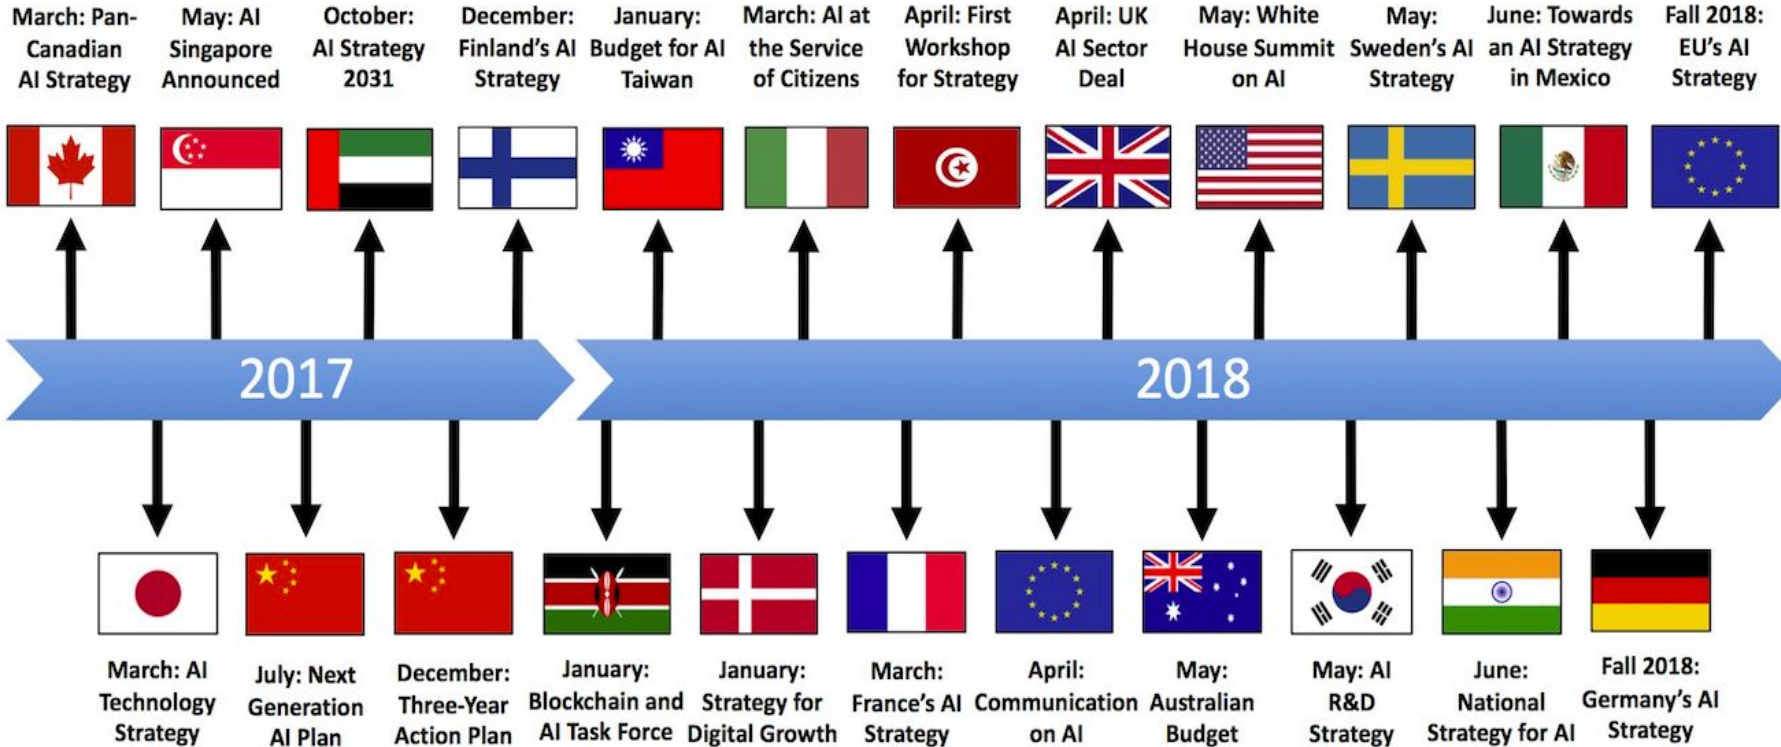 March: Pan-
Canadian
AI Strategy
May: AI
Singapore
Announced
October:
AI Strategy
2031
December:
Finland's AI
Strategy
January:
Budget for AI
Taiwan
March: AI at
the Service
of Citizens
April: First
Workshop
for Strategy
April: UK
AI Sector
Deal
May: White
House Summit
on AI
May:
Sweden's AI
Strategy
June: Towards
an AI Strategy
in Mexico
Fall 2018:
EU's AI
Strategy
2017
2018
March: AI
Technology
Strategy
July: Next
Generation
AI Plan
December:
Three-Year
Action Plan
January:
Blockchain and
AI Task Force
January:
Strategy for
Digital Growth
March:
France's AI
Strategy
April:
Communication
on AI
May:
Australian
Budget
May: AI
R&D
Strategy
June:
National
Strategy for AI
Fall 2018:
Germany's AI
Strategy